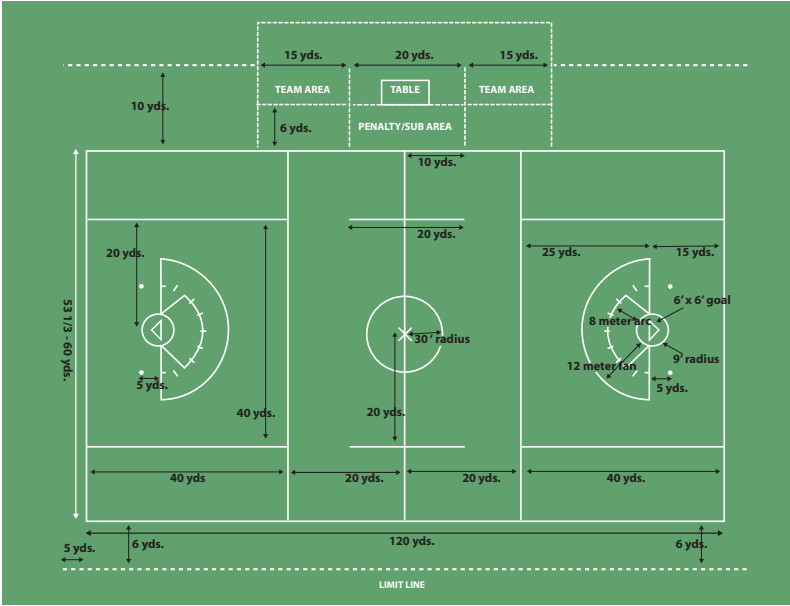 15 yds.
20 yds.
15 yds.
TEAM AREA
TABLE
TEAM AREA
10 yds.
6 yds.
PENALTY/SUB AREA
10 yds.
20 yds.
20 yds.
25 yds.
15 yds.
53 1/3 - 60 yds.
6’ x 6’ goal
8 meter arc
30’ radius
9’ radius
12 meter fan
5 yds.
5 yds.
40 yds.
20 yds.
40 yds
20 yds.
20 yds.
40 yds.
120 yds.
5 yds.
6 yds.
6 yds.
LIMIT LINE